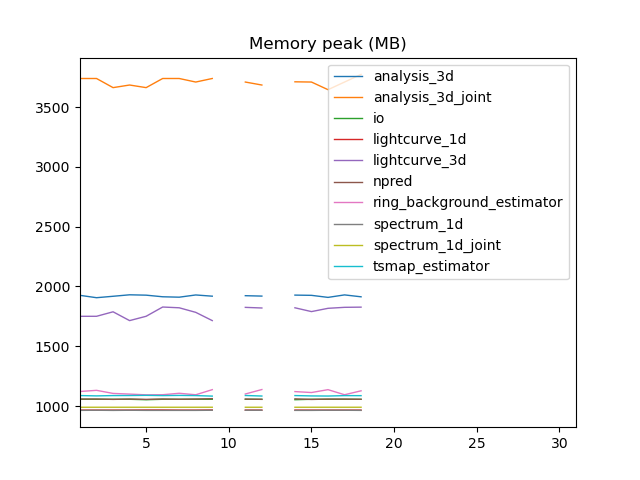 Memory peak (MB)
3500
3000
2500
2000
1500
1000
5
10
15
20
25
30
analysis_3d
analysis_3d_joint
io
lightcurve_1d
lightcurve_3d
npred
ring_background_estimator
spectrum_1d
spectrum_1d_joint
tsmap_estimator